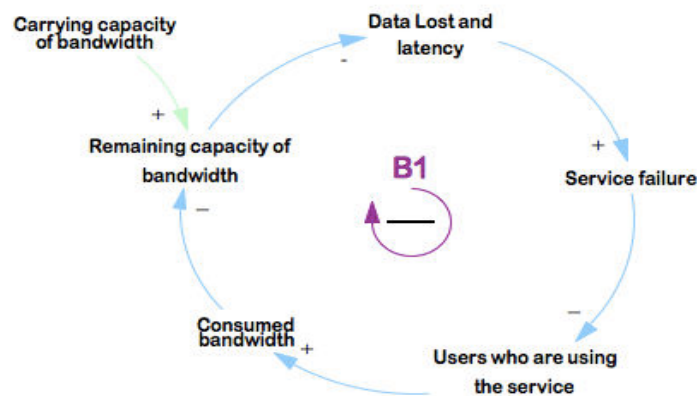 Carrying capacity
of bandwidth
Data Lost and
latency
-
+
+
Remaining capacity of
bandwidth
B1
Service failure
–
–
Consumed
bandwidth
+
Users who are using
the service